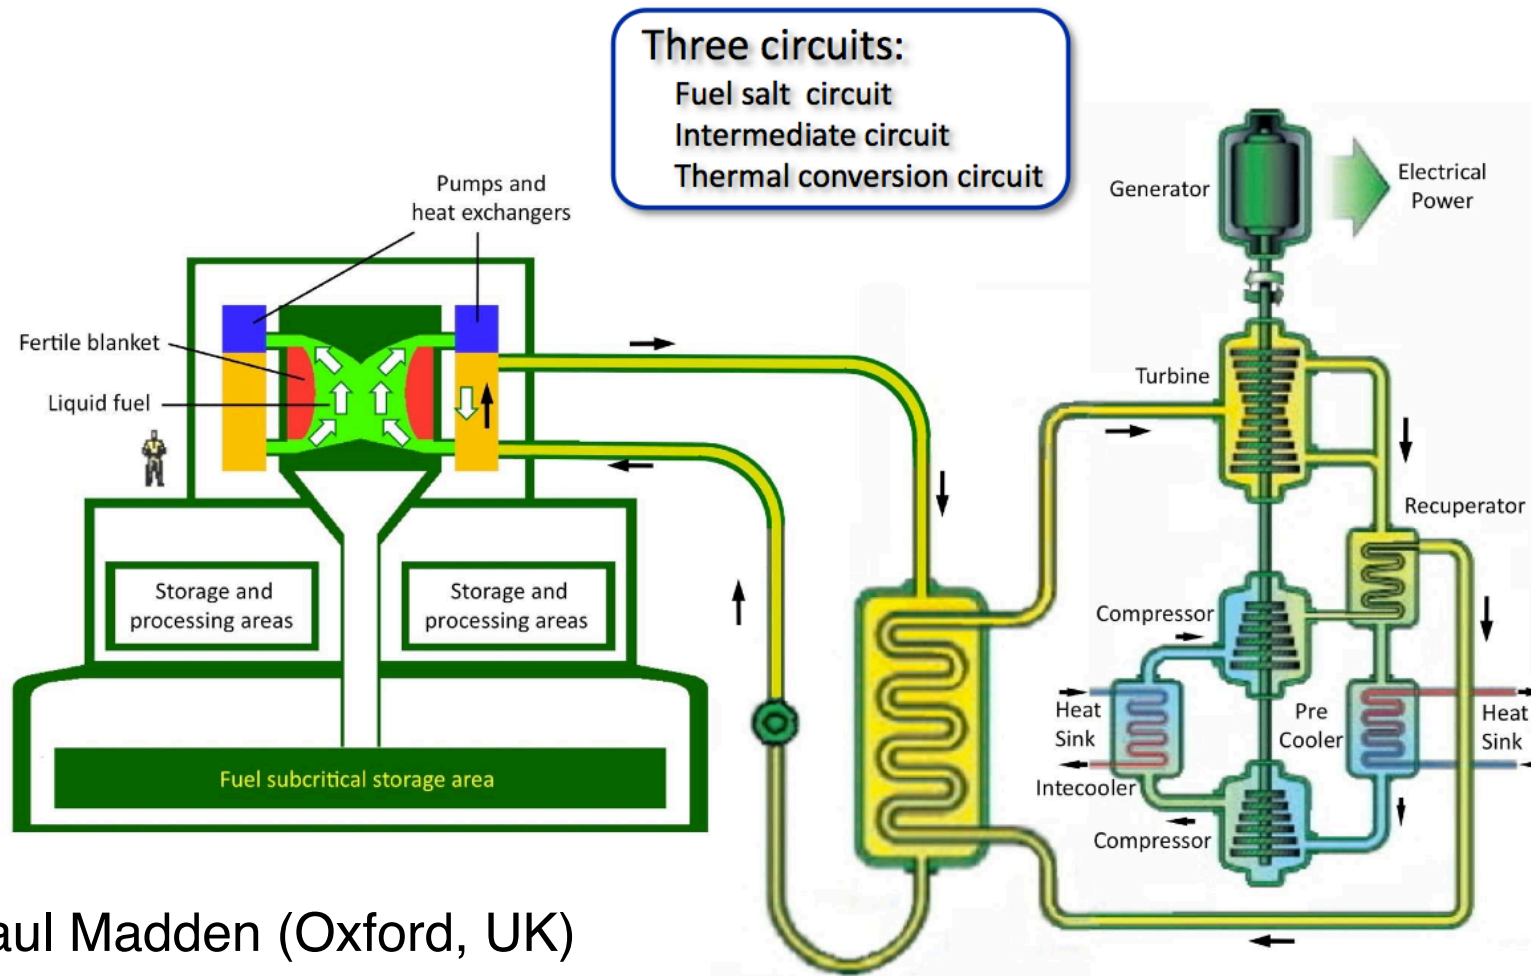 Three circuits:
Fuel salt circuit
Intermediate circuit
Thermal conversion circuit
Pumps and
heat exchangers
Fertile blanket
Liquid fuel
Storage and
processing areas
Storage and
processing areas
Fuel subcritical storage area
Generator
Electrical
Power
Turbine
Recuperator
Compressor
Heat
Sink
Pre
Cooler
Heat
Sink
Intecooler
Compressor
aul Madden (Oxford, UK)